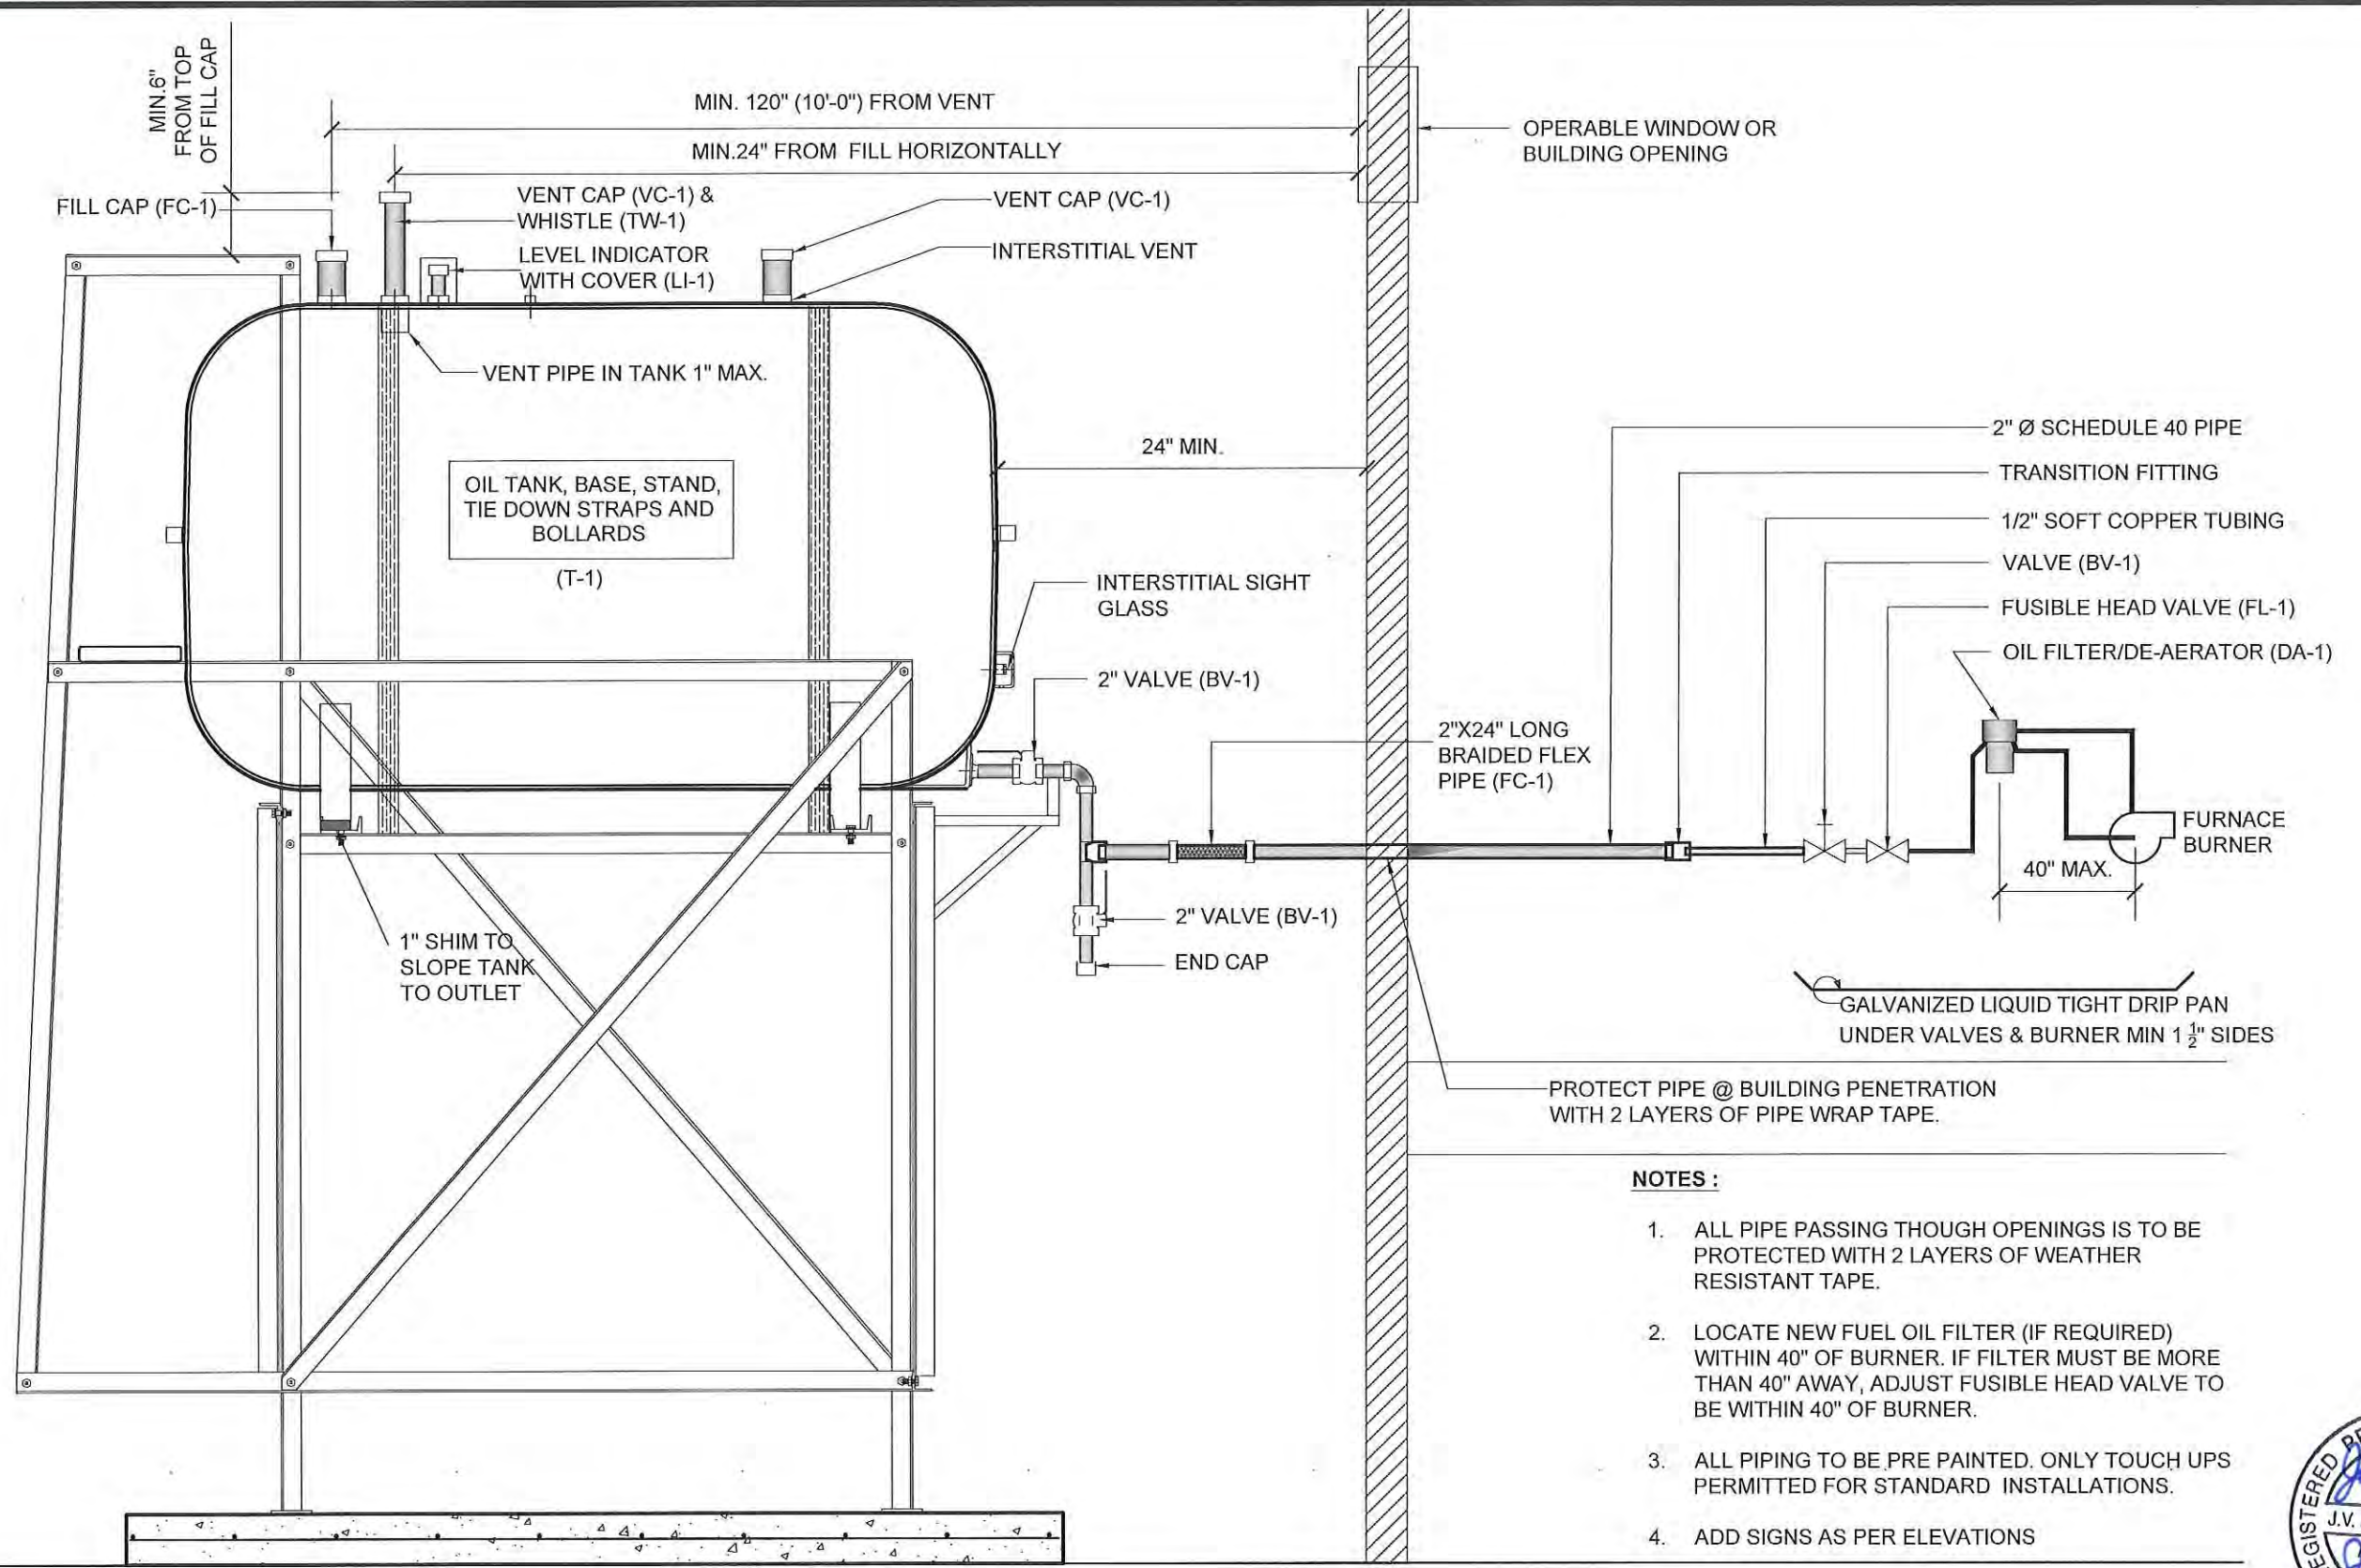 MIN.6"
FROM TOP
OF FILL CAP
MIN. 120" (10'-0") FROM VENT
MIN.24" FROM FILL HORIZONTALLY
OPERABLE WINDOW OR
BUILDING OPENING
FILL CAP (FC-1)
VENT CAP (VC-1) &
WHISTLE (TW-1)
LEVEL INDICATOR
WITH COVER (LI-1)
VENT CAP (VC-1)
INTERSTITIAL VENT
VENT PIPE IN TANK 1" MAX.
24" MIN.
OIL TANK, BASE, STAND,
TIE DOWN STRAPS AND
BOLLARDS
(T-1)
INTERSTITIAL SIGHT
GLASS
2" VALVE (BV-1)
2"X24" LONG
BRAIDED FLEX
PIPE (FC-1)
2" Ø SCHEDULE 40 PIPE
TRANSITION FITTING
1/2" SOFT COPPER TUBING
VALVE (BV-1)
FUSIBLE HEAD VALVE (FL-1)
OIL FILTER/DE-AERATOR (DA-1)
FURNACE
BURNER
40" MAX.
2" VALVE (BV-1)
END CAP
1" SHIM TO
SLOPE TANK
TO OUTLET
GALVANIZED LIQUID TIGHT DRIP PAN
UNDER VALVES & BURNER MIN 1 1/2" SIDES
PROTECT PIPE @ BUILDING PENETRATION
WITH 2 LAYERS OF PIPE WRAP TAPE.
NOTES :
1. ALL PIPE PASSING THOUGH OPENINGS IS TO BE
PROTECTED WITH 2 LAYERS OF WEATHER
RESISTANT TAPE.
2. LOCATE NEW FUEL OIL FILTER (IF REQUIRED)
WITHIN 40" OF BURNER. IF FILTER MUST BE MORE
THAN 40" AWAY, ADJUST FUSIBLE HEAD VALVE TO
BE WITHIN 40" OF BURNER.
3. ALL PIPING TO BE PRE PAINTED. ONLY TOUCH UPS
PERMITTED FOR STANDARD INSTALLATIONS.
4. ADD SIGNS AS PER ELEVATIONS
J.V.